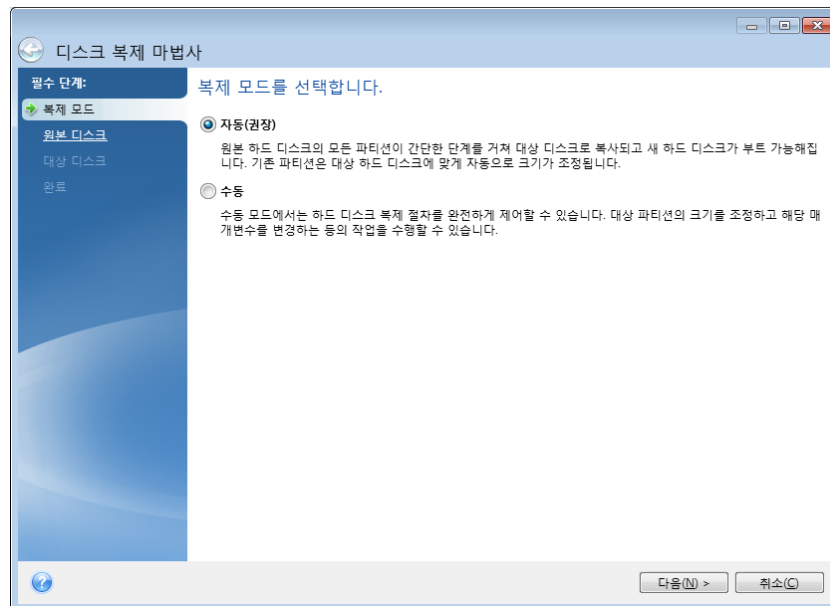 디스크 복제 마법사
필수 단계:
복제 모드
원본 디스크
대상 디스크
완료
복제 모드를 선택합니다.
자동(권장)
원본 하드 디스크의 모든 파티션이 간단한 단계를 거쳐 대상 디스크로 복사되고 새 하드 디스크가 부트 가능해집
니다. 기존 파티션은 대상 하드 디스크에 맞게 자동으로 크기가 조정됩니다.
수동
수동 모드에서는 하드 디스크 복제 절차를 완전하게 제어할 수 있습니다. 대상 파티션의 크기를 조정하고 해당 매
개변수를 변경하는 등의 작업을 수행할 수 있습니다.
다음(N) >
취소(C)